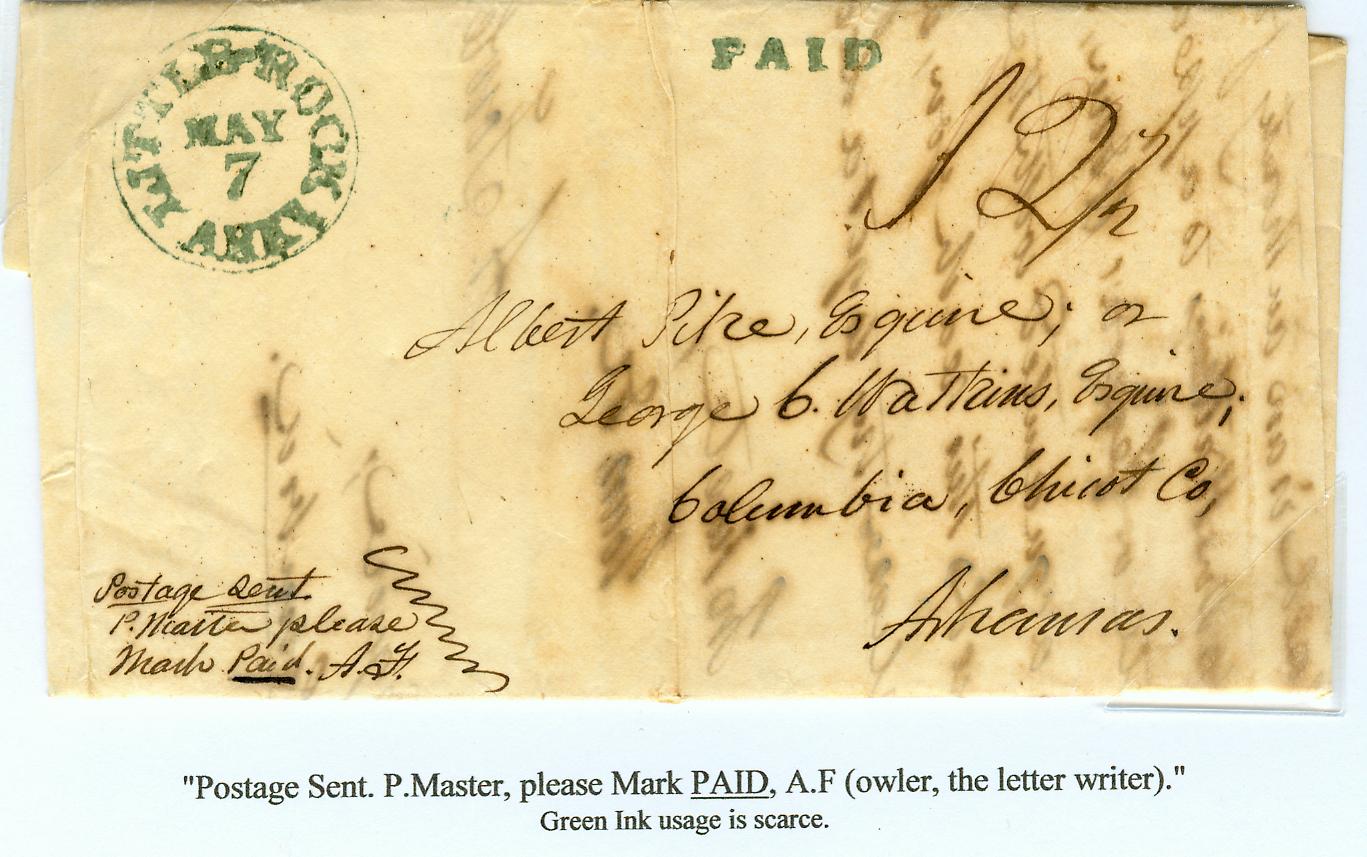 LITTLE-ROCK ARK
MAY
7
PAID
12½
Albert Pike, Esquire; or
George C. Watkins, Esquire;
Columbia, Chicot Co,
Arkansas.
Postage Sent.
P. Master please
Mark Paid. A.F.
"Postage Sent. P.Master, please Mark PAID, A.F (owler, the letter writer)."
Green Ink usage is scarce.